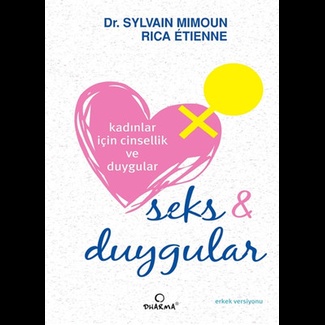 Dr. SYLVAIN MIMOUN
RICA ÉTIENNE
kadınlar
için cinsellik
ve
duygular
seks &
duygular
DHARMA®
erkek versiyonu